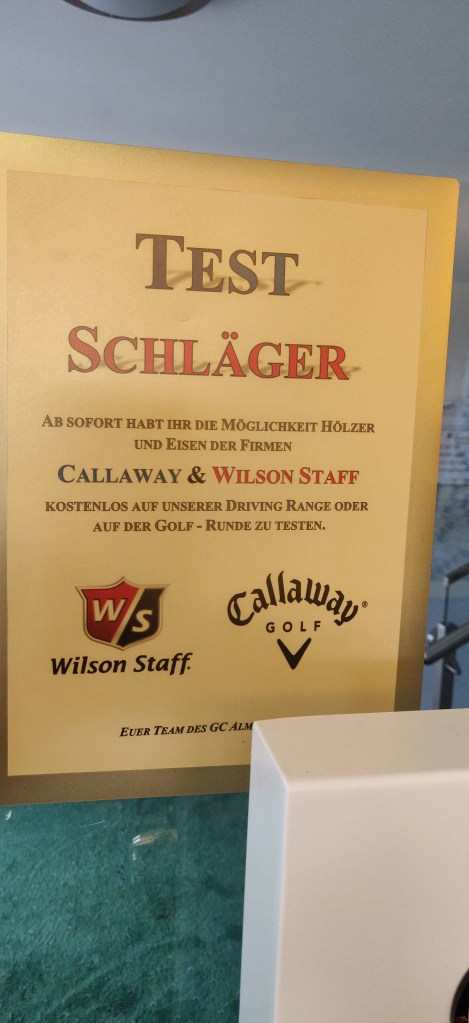 TEST
SCHLÄGER
AB SOFORT HABT IHR DIE MÖGLICHKEIT HÖLZER
UND EISEN DER FIRMEN
CALLAWAY & WILSON STAFF
KOSTENLOS AUF UNSERER DRIVING RANGE ODER
AUF DER GOLF - RUNDE ZU TESTEN.
W/S
Wilson Staff.
Callaway®
GOLF
EUER TEAM DES GC